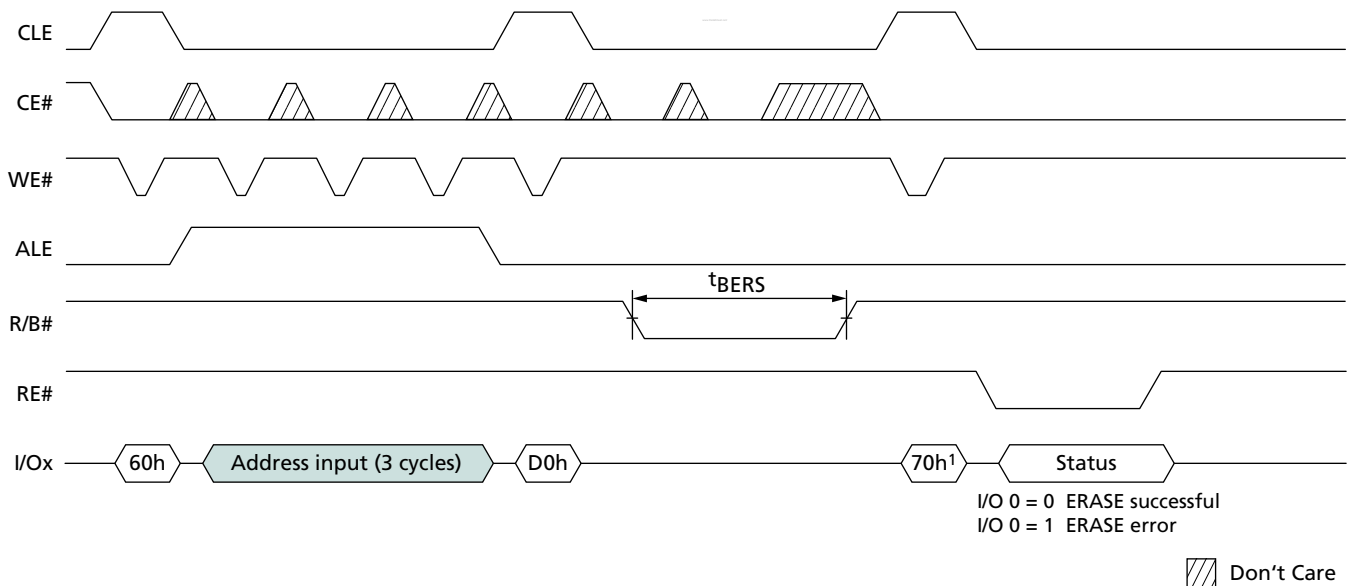 CLE
CE#
WE#
ALE
tBERS
R/B#
RE#
I/Ox 60h Address input (3 cycles) D0h 70h1 Status
I/O 0 = 0 ERASE successful
I/O 0 = 1 ERASE error
Don't Care